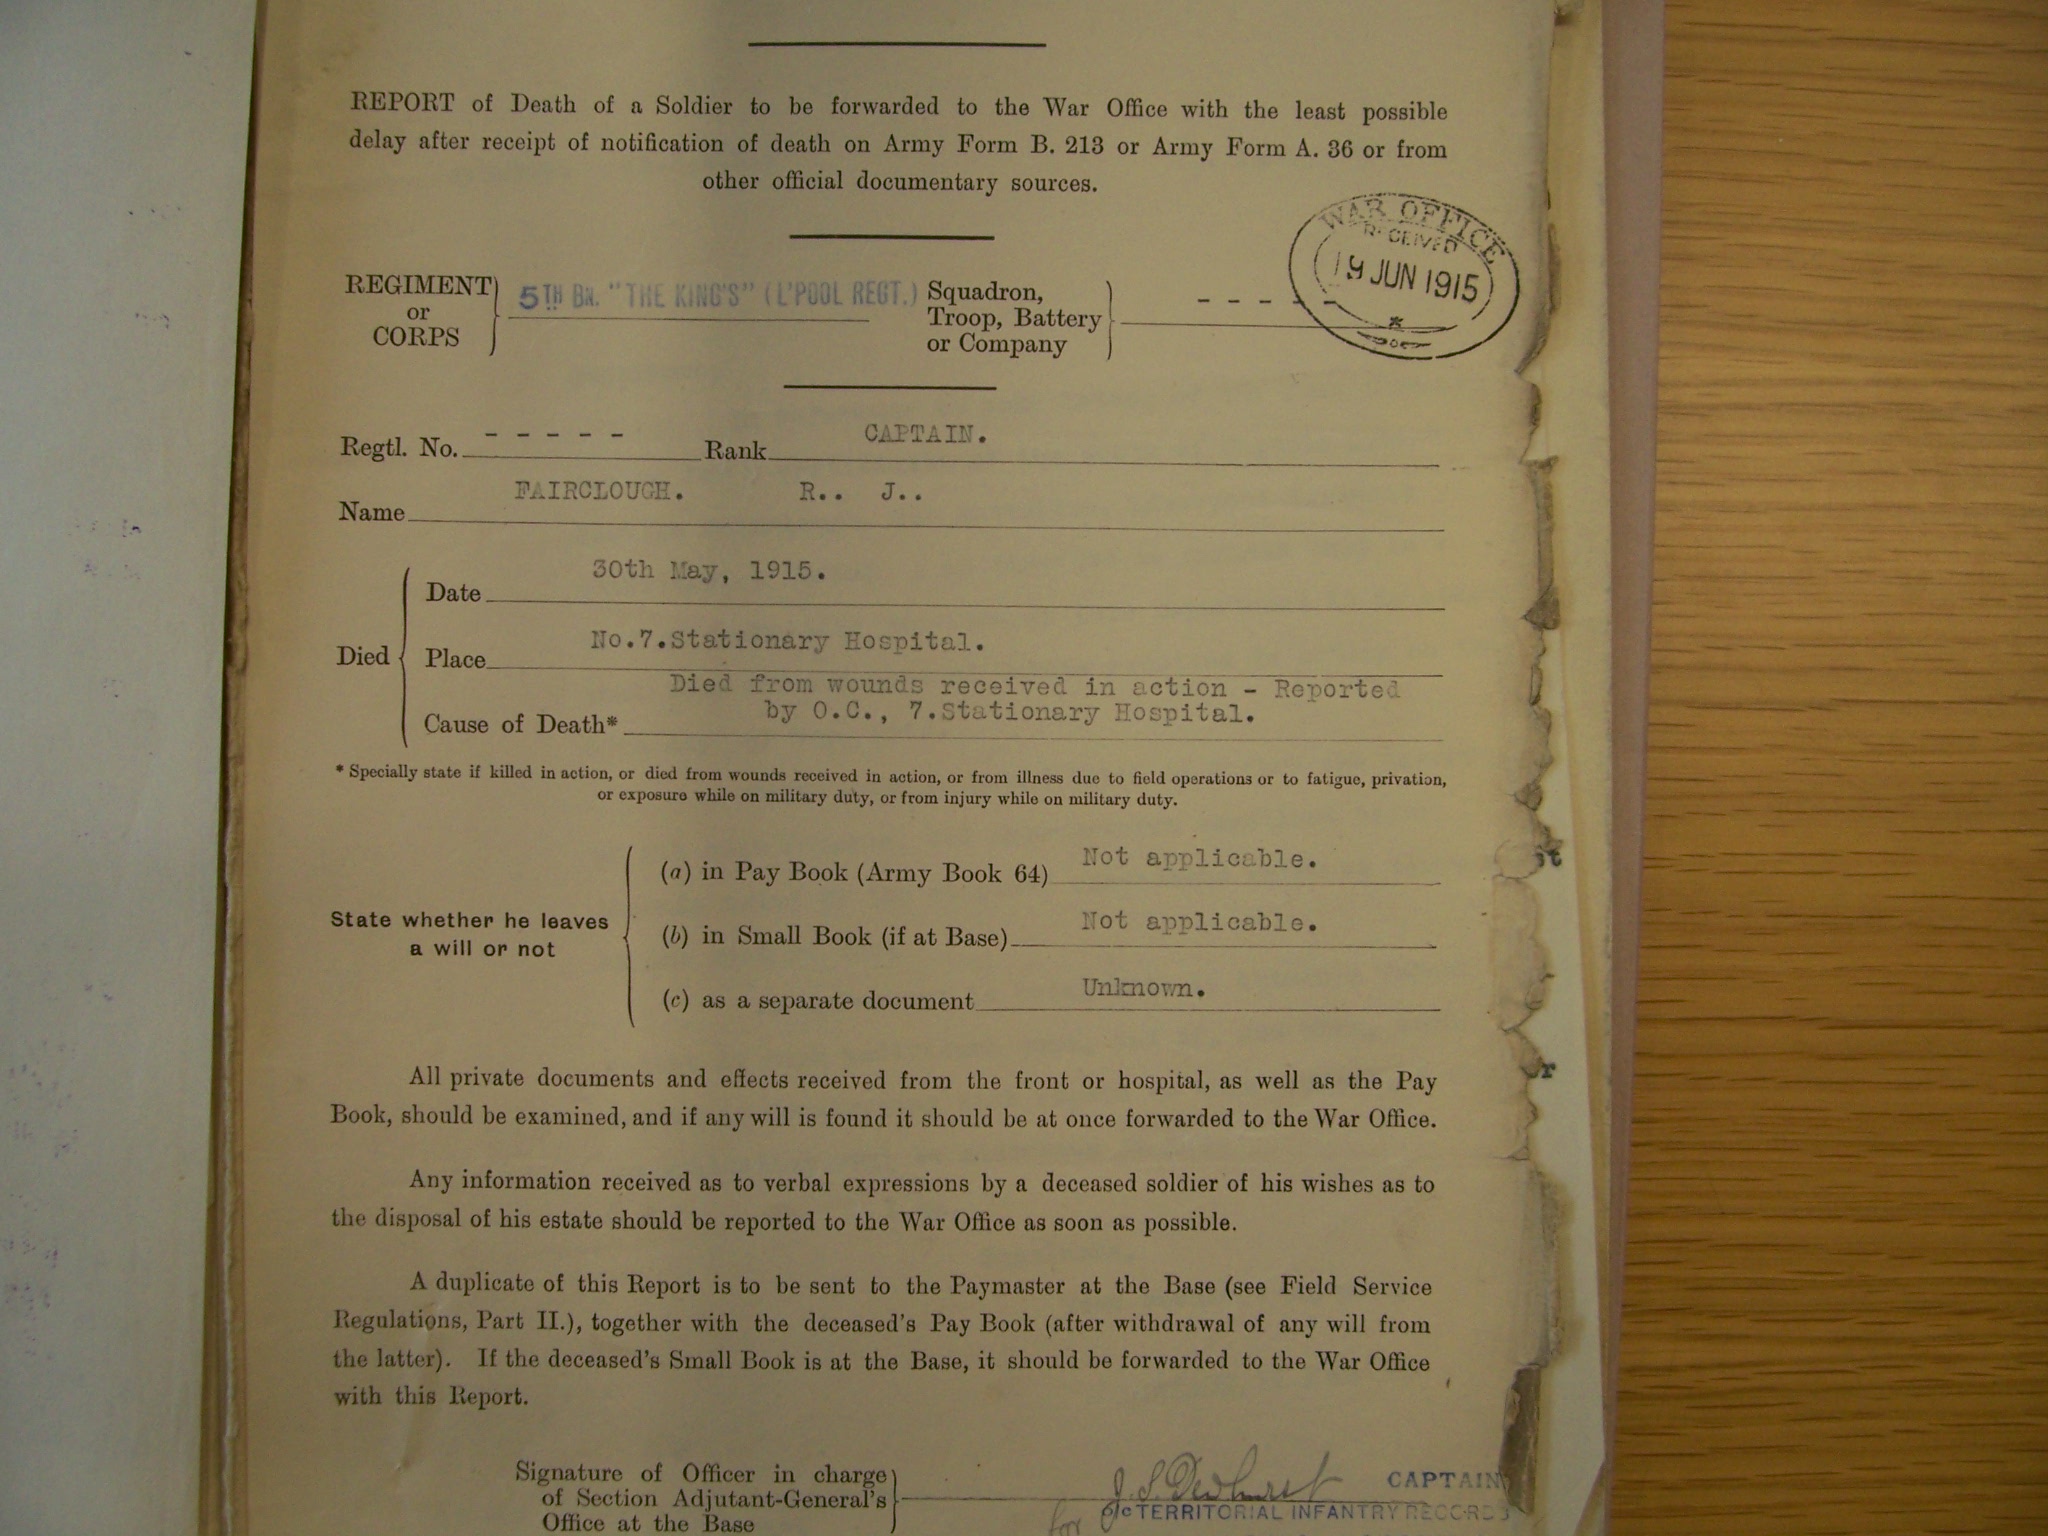 REPORT of Death of a Soldier to be forwarded to the War Office with the least possible
delay after receipt of notification of death on Army Form B. 213 or Army Form A. 36 or from
other official documentary sources.
WAR OFFICE
RECEIVED
19 JUN 1915
REGIMENT
or
CORPS
5TH BN. "THE KING'S" (L'POOL REGT.)
Squadron,
Troop, Battery
or Company
- - - - -
Regtl. No. - - - - - Rank CAPTAIN.
Name FAIRCLOUGH. R.. J..
Died
Date 30th May, 1915.
Place No.7.Stationary Hospital.
Cause of Death* Died from wounds received in action - Reported
by O.C., 7.Stationary Hospital.
* Specially state if killed in action, or died from wounds received in action, or from illness due to field operations or to fatigue, privation,
or exposure while on military duty, or from injury while on military duty.
State whether he leaves
a will or not
(a) in Pay Book (Army Book 64) Not applicable.
(b) in Small Book (if at Base) Not applicable.
(c) as a separate document Unknown.
All private documents and effects received from the front or hospital, as well as the Pay
Book, should be examined, and if any will is found it should be at once forwarded to the War Office.
Any information received as to verbal expressions by a deceased soldier of his wishes as to
the disposal of his estate should be reported to the War Office as soon as possible.
A duplicate of this Report is to be sent to the Paymaster at the Base (see Field Service
Regulations, Part II.), together with the deceased's Pay Book (after withdrawal of any will from
the latter). If the deceased's Small Book is at the Base, it should be forwarded to the War Office
with this Report.
Signature of Officer in charge
of Section Adjutant-General's
Office at the Base
J. S. Dewhurst CAPTAIN
for o/c TERRITORIAL INFANTRY RECORDS